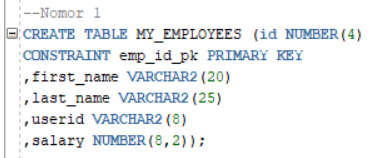 --Nomor 1
CREATE TABLE MY_EMPLOYEES (id NUMBER(4)
CONSTRAINT emp_id_pk PRIMARY KEY
,first_name VARCHAR2(20)
,last_name VARCHAR2(25)
,userid VARCHAR2(8)
,salary NUMBER(8,2));